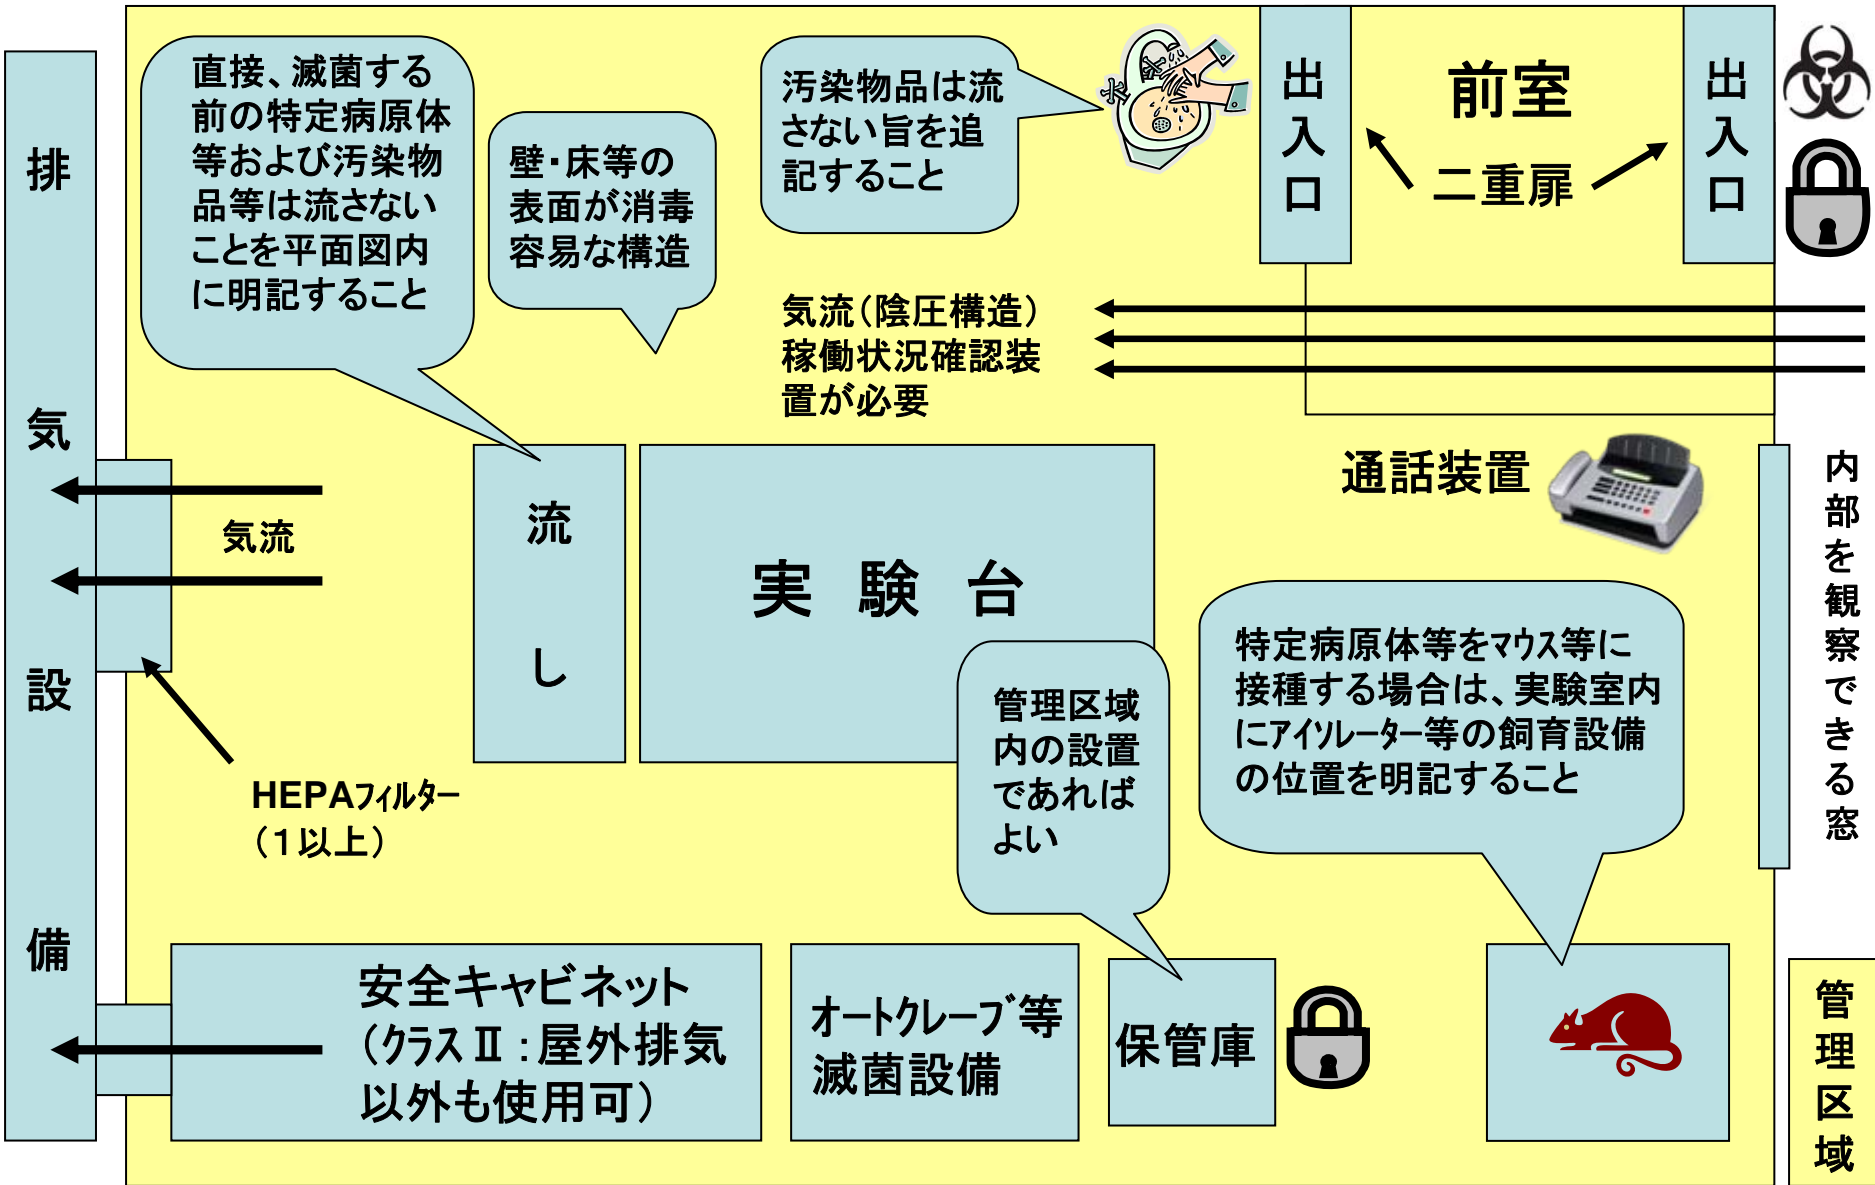 排気設備
直接、滅菌する
前の特定病原体
等および汚染物
品等は流さない
ことを平面図内
に明記すること
壁・床等の
表面が消毒
容易な構造
汚染物品は流
さない旨を追
記すること
出入口
前室
二重扉
出入口
気流（陰圧構造）
稼働状況確認装
置が必要
通話装置
内部を観察できる窓
気流
流し
実験台
HEPAフィルター
（１以上）
管理区域
内の設置
であれば
よい
特定病原体等をマウス等に
接種する場合は、実験室内
にアイソレーター等の飼育設備
の位置を明記すること
安全キャビネット
（クラスⅡ：屋外排気
以外も使用可）
オートクレーブ等
滅菌設備
保管庫
管理区域